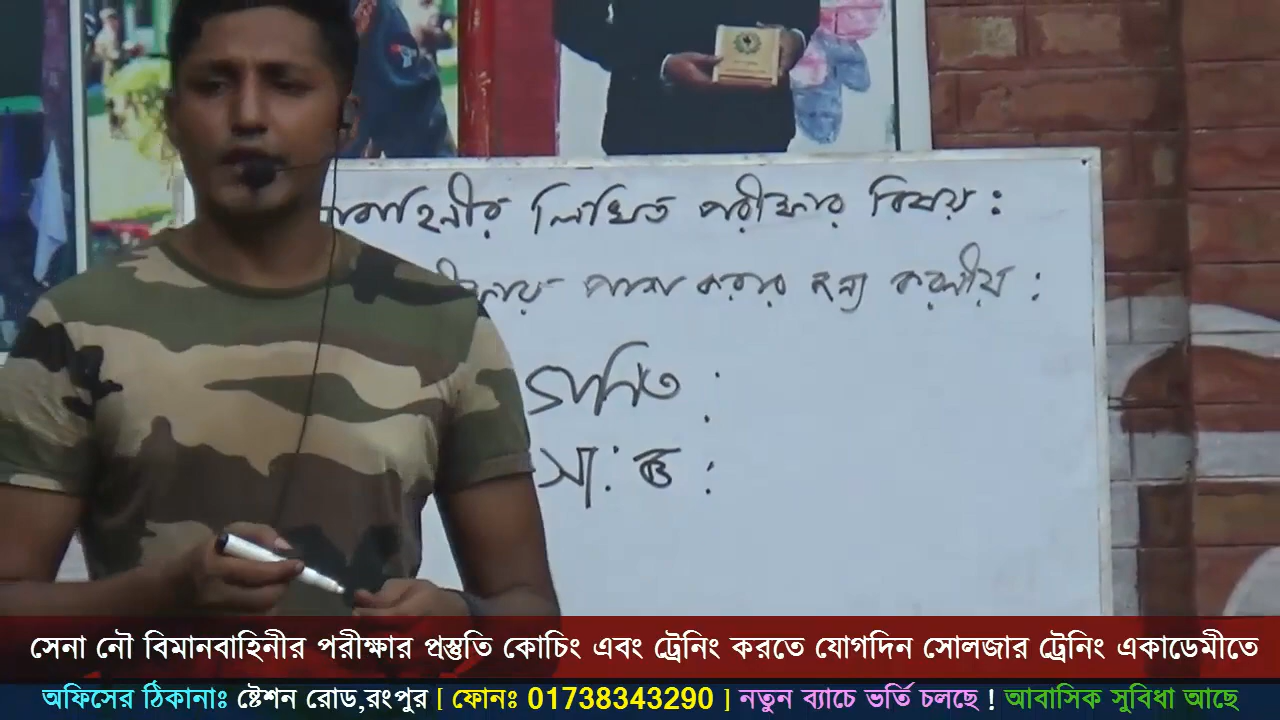 লিখিত পরীক্ষার বিষয় :
পাশ করার জন্য করণীয় :
গনিত :
সা: জ্ঞ :
সেনা নৌ বিমানবাহিনীর পরীক্ষার প্রস্তুতি কোচিং এবং ট্রেনিং করতে যোগদিন সোলজার ট্রেনিং একাডেমীতে
অফিসের ঠিকানাঃ ষ্টেশন রোড,রংপুর [ ফোনঃ 01738343290 ] নতুন ব্যাচে ভর্তি চলছে ! আবাসিক সুবিধা আছে